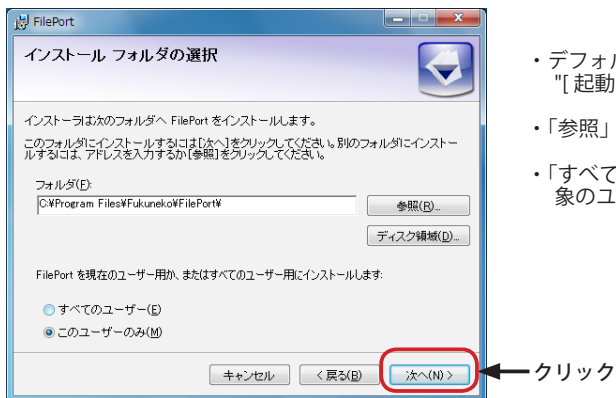 FilePort
インストール フォルダの選択
インストーラは次のフォルダへ FilePort をインストールします。
このフォルダにインストールするには[次へ]をクリックしてください。別のフォルダにインストー
ルするには、アドレスを入力するか[参照]をクリックしてください。
フォルダ(F):
C:¥Program Files¥Fukuneko¥FilePort¥
参照(R)...
ディスク領域(D)...
FilePort を現在のユーザー用か、またはすべてのユーザー用にインストールします:
すべてのユーザー(E)
このユーザーのみ(M)
キャンセル
< 戻る(B)
次へ(N) >
クリック
・デフォル
"[ 起動
・「参照」
・「すべて
象のユ